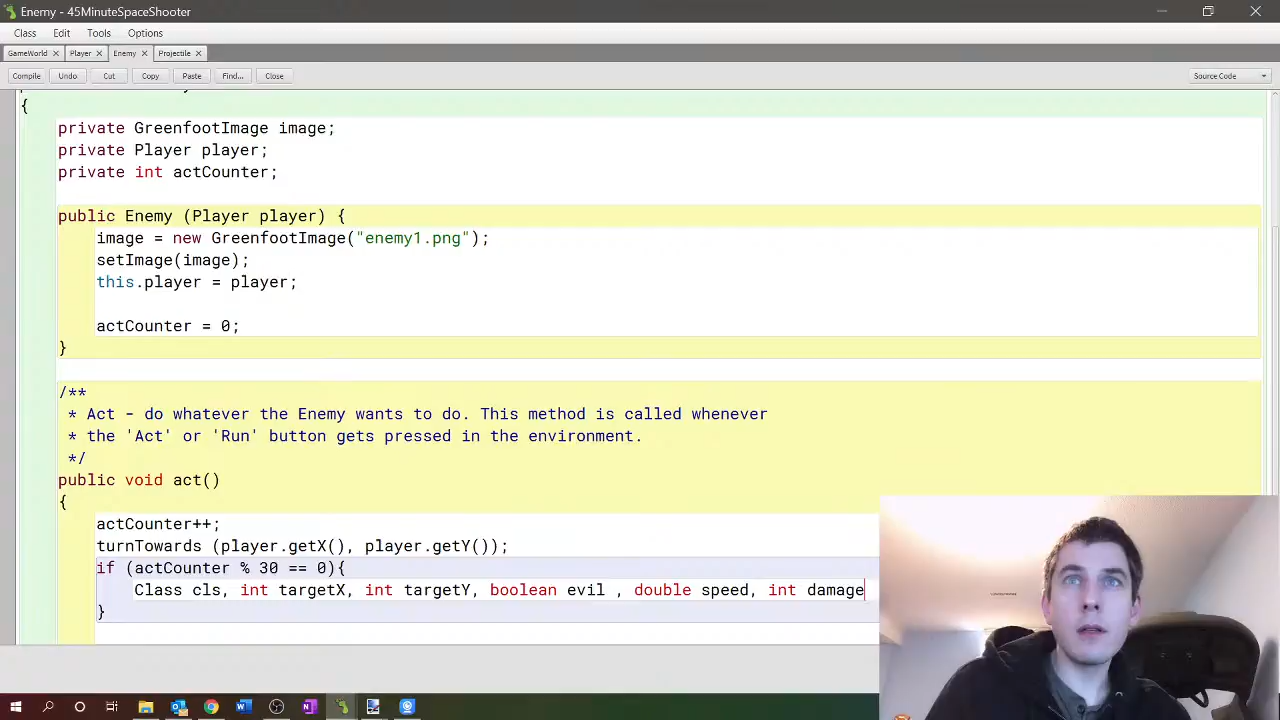 Enemy - 45MinuteSpaceShooter
Class Edit Tools Options
GameWorld Player Enemy Projectile
Compile Undo Cut Copy Paste Find... Close Source Code
{
private GreenfootImage image;
private Player player;
private int actCounter;
public Enemy (Player player) {
image = new GreenfootImage("enemy1.png");
setImage(image);
this.player = player;
actCounter = 0;
}
/**
* Act - do whatever the Enemy wants to do. This method is called whenever
* the 'Act' or 'Run' button gets pressed in the environment.
*/
public void act()
{
actCounter++;
turnTowards (player.getX(), player.getY());
if (actCounter % 30 == 0){
Class cls, int targetX, int targetY, boolean evil , double speed, int damage
}